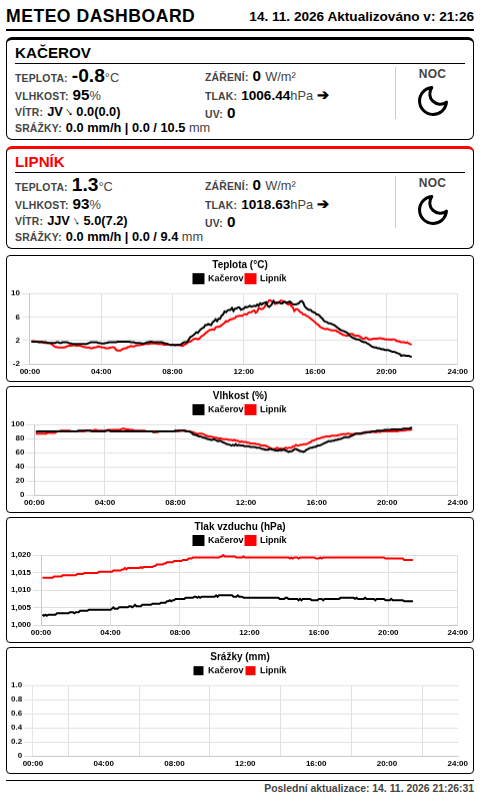 METEO DASHBOARD 14. 11. 2026 Aktualizováno v: 21:26
KAČEROV
TEPLOTA: -0.8°C ZÁŘENÍ: 0 W/m² NOC
VLHKOST: 95% TLAK: 1006.44hPa ➔
VÍTR: JV ↘ 0.0(0.0) UV: 0
SRÁŽKY: 0.0 mm/h | 0.0 / 10.5 mm
LIPNÍK
TEPLOTA: 1.3°C ZÁŘENÍ: 0 W/m² NOC
VLHKOST: 93% TLAK: 1018.63hPa ➔
VÍTR: JJV ↘ 5.0(7.2) UV: 0
SRÁŽKY: 0.0 mm/h | 0.0 / 9.4 mm
Teplota (°C)
Kačerov Lipník
10
6
2
-2
00:00 04:00 08:00 12:00 16:00 20:00 24:00
Vlhkost (%)
Kačerov Lipník
100
80
60
40
20
0
00:00 04:00 08:00 12:00 16:00 20:00 24:00
Tlak vzduchu (hPa)
Kačerov Lipník
1,020
1,015
1,010
1,005
1,000
00:00 04:00 08:00 12:00 16:00 20:00 24:00
Srážky (mm)
Kačerov Lipník
1.0
0.8
0.6
0.4
0.2
0
00:00 04:00 08:00 12:00 16:00 20:00 24:00
Poslední aktualizace: 14. 11. 2026 21:26:31